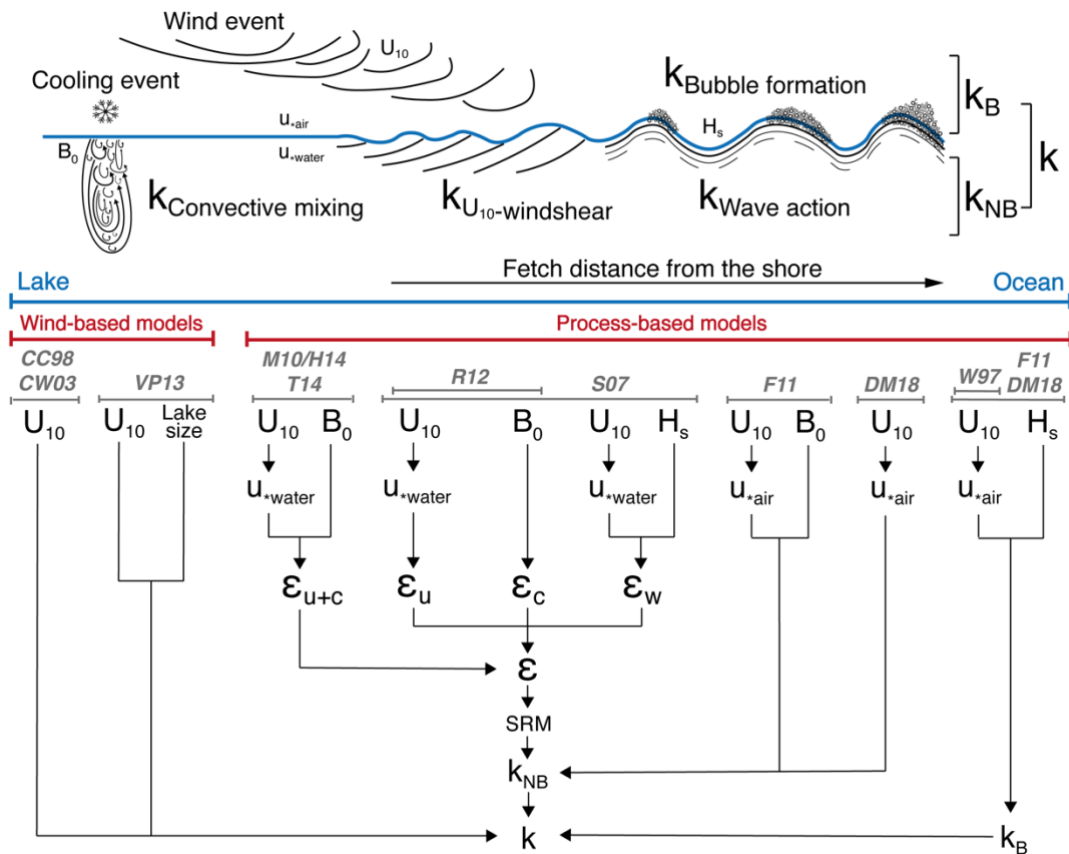 Wind event
U10
Cooling event
kBubble formation
kB
u*air
Hs
B0
u*water
k
kConvective mixing
kU10-windshear
kWave action
kNB
Fetch distance from the shore
Lake
Ocean
Wind-based models
Process-based models
CC98
CW03
VP13
M10/H14
T14
R12
S07
F11
DM18
W97
F11
DM18
U10 U10 Lake size U10 B0 U10 B0 U10 Hs U10 B0 U10 U10 Hs
u*water u*water u*water u*air u*air u*air
εu+c εu εc εw
ε
SRM
kNB
k kB